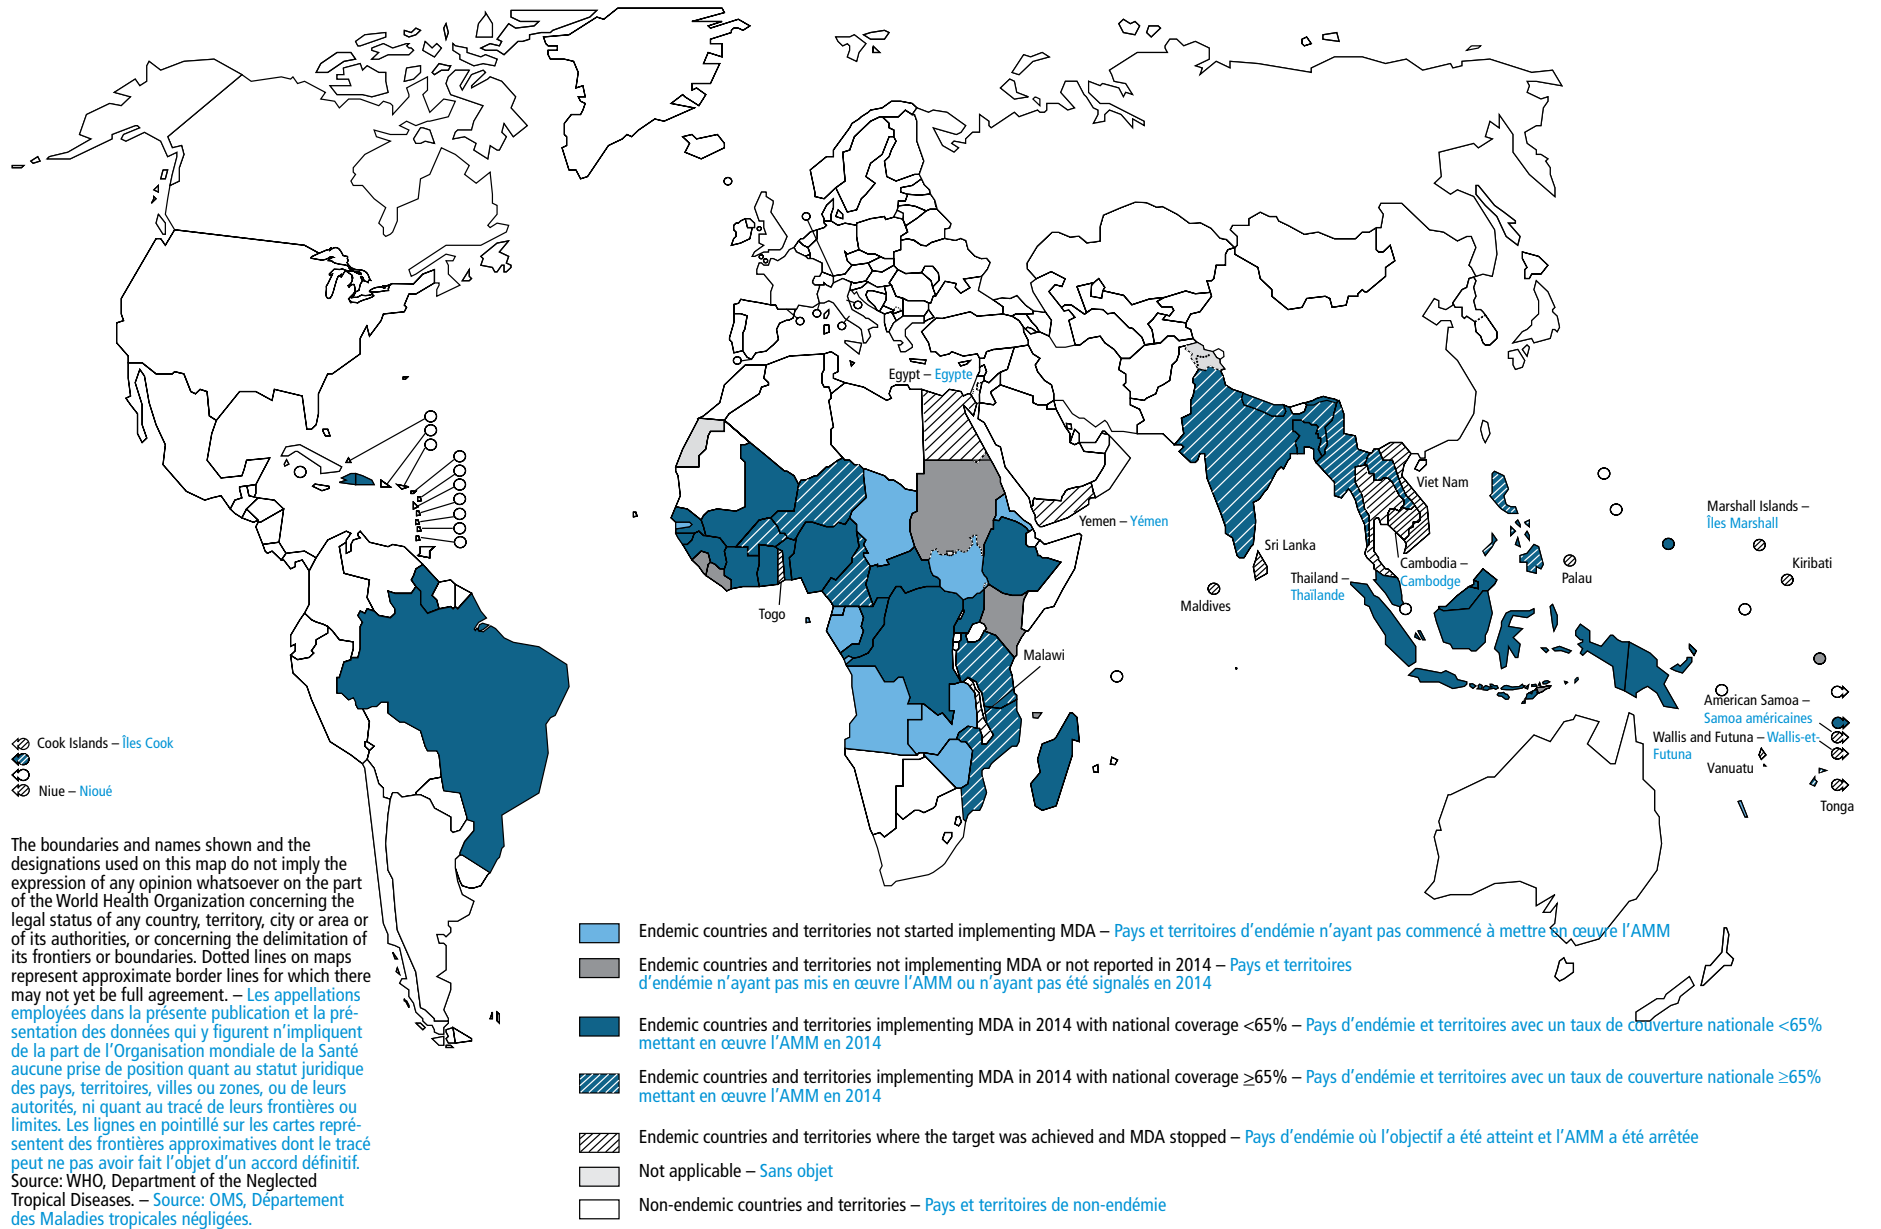 Egypt – Egypte
Viet Nam
Marshall Islands –
Îles Marshall
Yemen – Yémen
Sri Lanka
Cambodia –
Cambodge
Kiribati
Thailand –
Thaïlande
Palau
Maldives
Togo
Malawi
American Samoa –
Samoa américaines
Wallis and Futuna – Wallis-et-
Futuna
Vanuatu
Tonga
Cook Islands – Îles Cook
Niue – Nioué
The boundaries and names shown and the
designations used on this map do not imply the
expression of any opinion whatsoever on the part
of the World Health Organization concerning the
legal status of any country, territory, city or area or
of its authorities, or concerning the delimitation of
its frontiers or boundaries. Dotted lines on maps
represent approximate border lines for which there
may not yet be full agreement. – Les appellations
employées dans la présente publication et la pré-
sentation des données qui y figurent n’impliquent
de la part de l’Organisation mondiale de la Santé
aucune prise de position quant au statut juridique
des pays, territoires, villes ou zones, ou de leurs
autorités, ni quant au tracé de leurs frontières ou
limites. Les lignes en pointillé sur les cartes repré-
sentent des frontières approximatives dont le tracé
peut ne pas avoir fait l’objet d’un accord définitif.
Source: WHO, Department of the Neglected
Tropical Diseases. – Source: OMS, Département
des Maladies tropicales négligées.
Endemic countries and territories not started implementing MDA – Pays et territoires d’endémie n’ayant pas commencé à mettre en œuvre l’AMM
Endemic countries and territories not implementing MDA or not reported in 2014 – Pays et territoires
d’endémie n’ayant pas mis en œuvre l’AMM ou n’ayant pas été signalés en 2014
Endemic countries and territories implementing MDA in 2014 with national coverage <65% – Pays d’endémie et territoires avec un taux de couverture nationale <65%
mettant en œuvre l’AMM en 2014
Endemic countries and territories implementing MDA in 2014 with national coverage ≥65% – Pays d’endémie et territoires avec un taux de couverture nationale ≥65%
mettant en œuvre l’AMM en 2014
Endemic countries and territories where the target was achieved and MDA stopped – Pays d’endémie où l’objectif a été atteint et l’AMM a été arrêtée
Not applicable – Sans objet
Non-endemic countries and territories – Pays et territoires de non-endémie